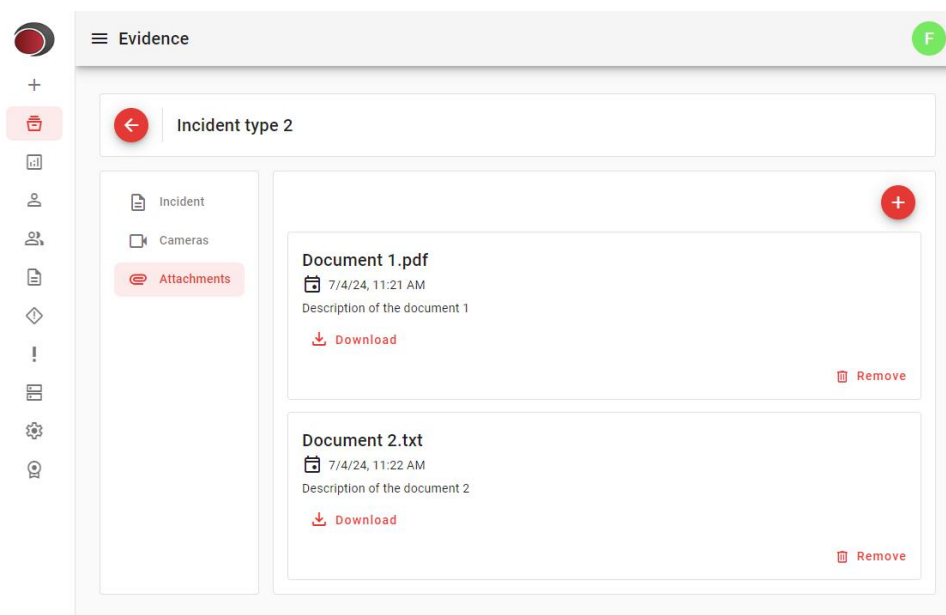 Evidence
F
Incident type 2
Incident
Cameras
Attachments
Document 1.pdf
7/4/24, 11:21 AM
Description of the document 1
Download
Remove
Document 2.txt
7/4/24, 11:22 AM
Description of the document 2
Download
Remove